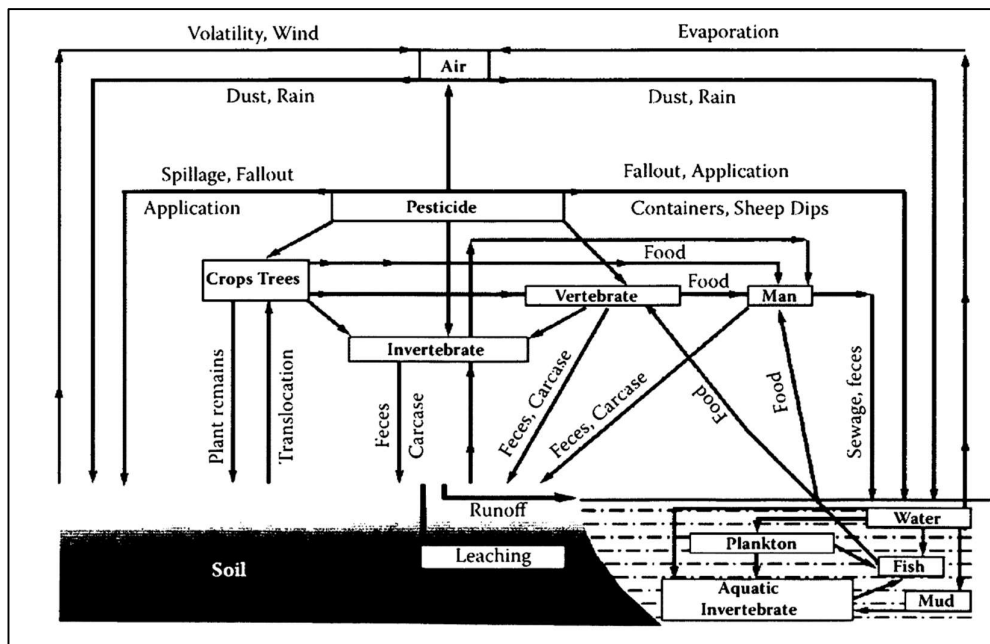 Volatility, Wind
Evaporation
Air
Dust, Rain
Dust, Rain
Spillage, Fallout
Fallout, Application
Application
Pesticide
Containers, Sheep Dips
Food
Crops Trees
Food
Vertebrate
Man
Invertebrate
Plant remains
Translocation
Feces
Carcase
Feces, Carcase
Feces, Carcase
Food
Food
Sewage, feces
Runoff
Water
Leaching
Plankton
Soil
Fish
Aquatic
Invertebrate
Mud